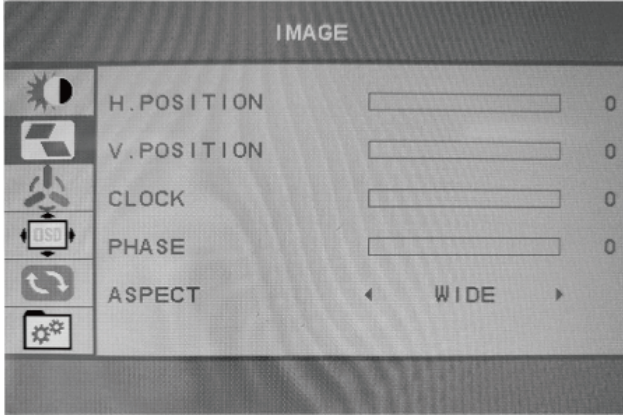 IMAGE
H.POSITION 0
V.POSITION 0
CLOCK 0
PHASE 0
OSD
ASPECT WIDE